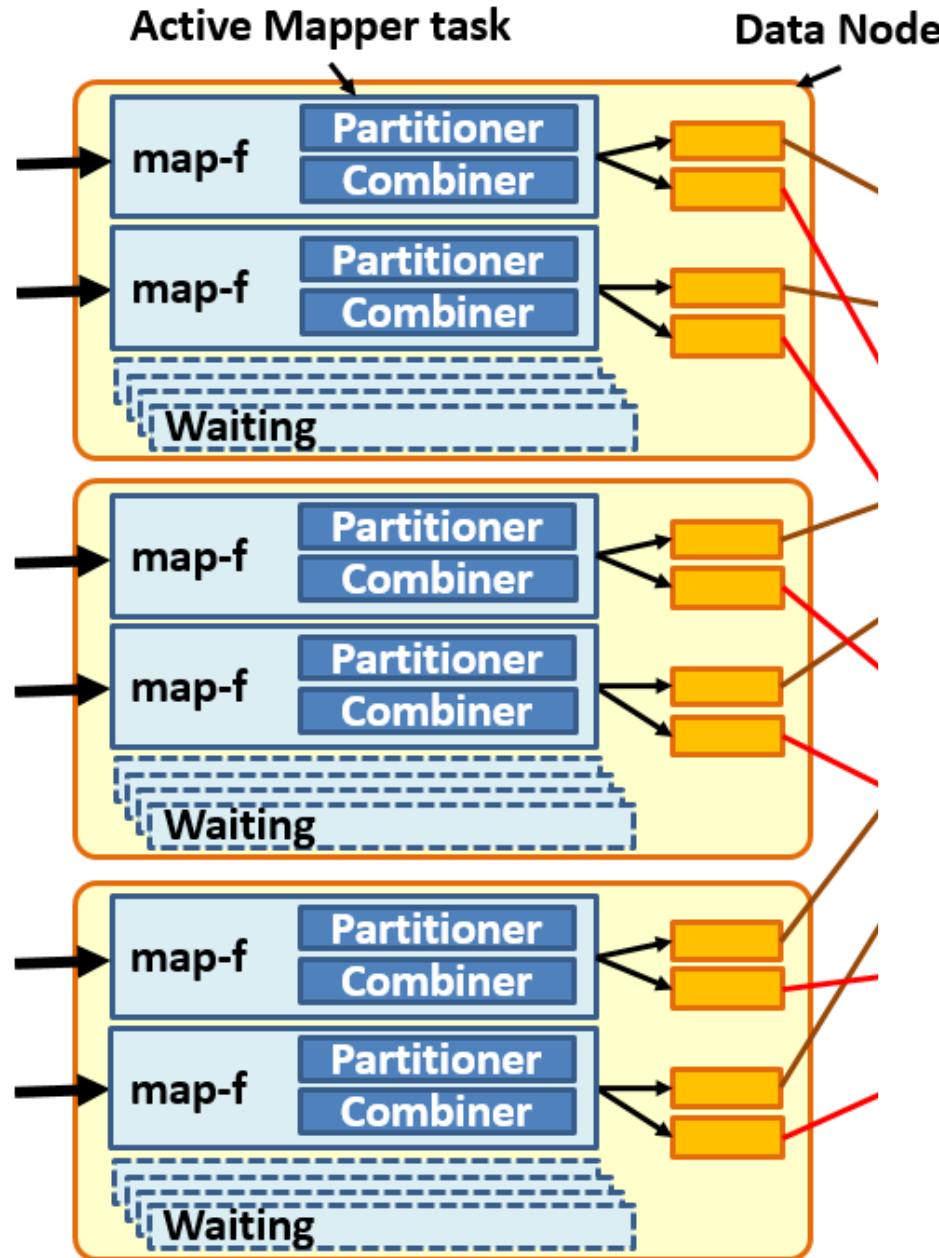 Active Mapper task
Data Node
map-f
Partitioner
Combiner
map-f
Partitioner
Combiner
Waiting
map-f
Partitioner
Combiner
map-f
Partitioner
Combiner
Waiting
map-f
Partitioner
Combiner
map-f
Partitioner
Combiner
Waiting